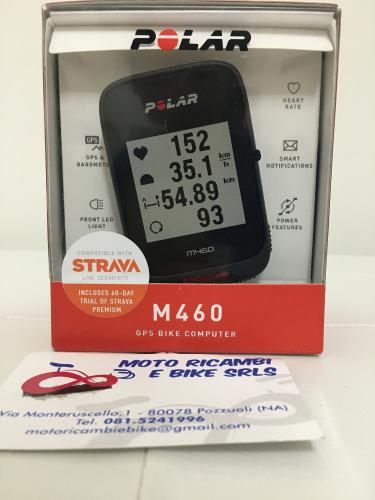 POLAR
POLAR
152
35.1 km/h
54.89 km
93
M460
GPS
GPS &
BAROMETER
FRONT LED
LIGHT
HEART
RATE
SMART
NOTIFICATIONS
POWER
FEATURES
COMPATIBLE WITH
STRAVA
LIVE SEGMENTS
INCLUDES 60-DAY
TRIAL OF STRAVA
PREMIUM.
M460
GPS BIKE COMPUTER
MOTO RICAMBI
E BIKE SRLS
Via Monteruscello,1 - 80078 Pozzuoli (NA)
Tel. 081.5241996
motoricambiebike@gmail.com